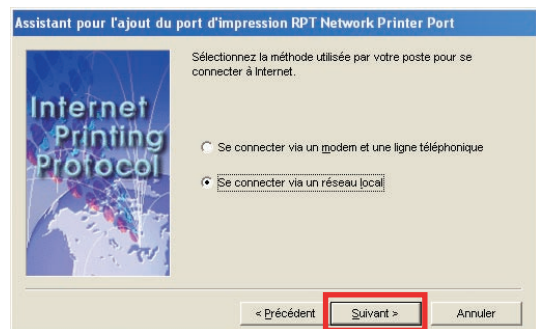 Assistant pour l'ajout du port d'impression RPT Network Printer Port
Sélectionnez la méthode utilisée par votre poste pour se
connecter à Internet.
Internet
Printing
Protocol
Se connecter via un modem et une ligne téléphonique
Se connecter via un réseau local
< Précédent
Suivant >
Annuler